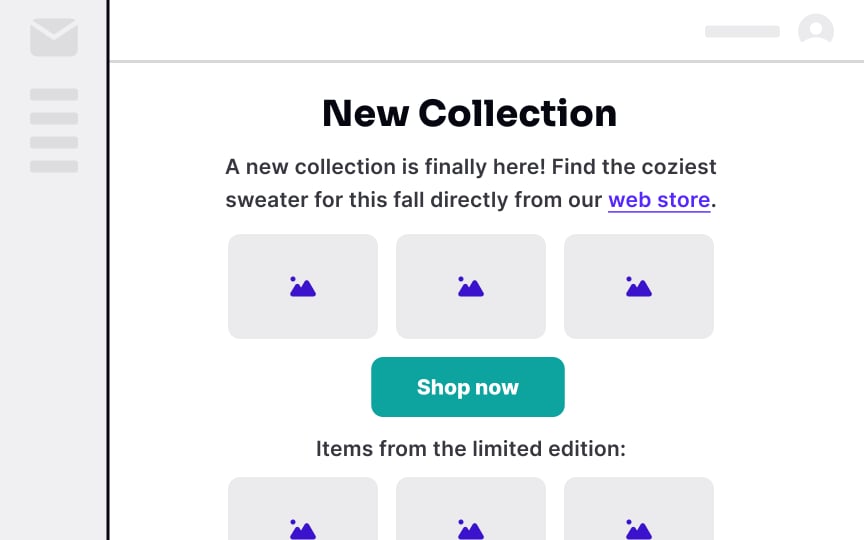 New Collection
A new collection is finally here! Find the coziest
sweater for this fall directly from our web store.
Shop now
Items from the limited edition: